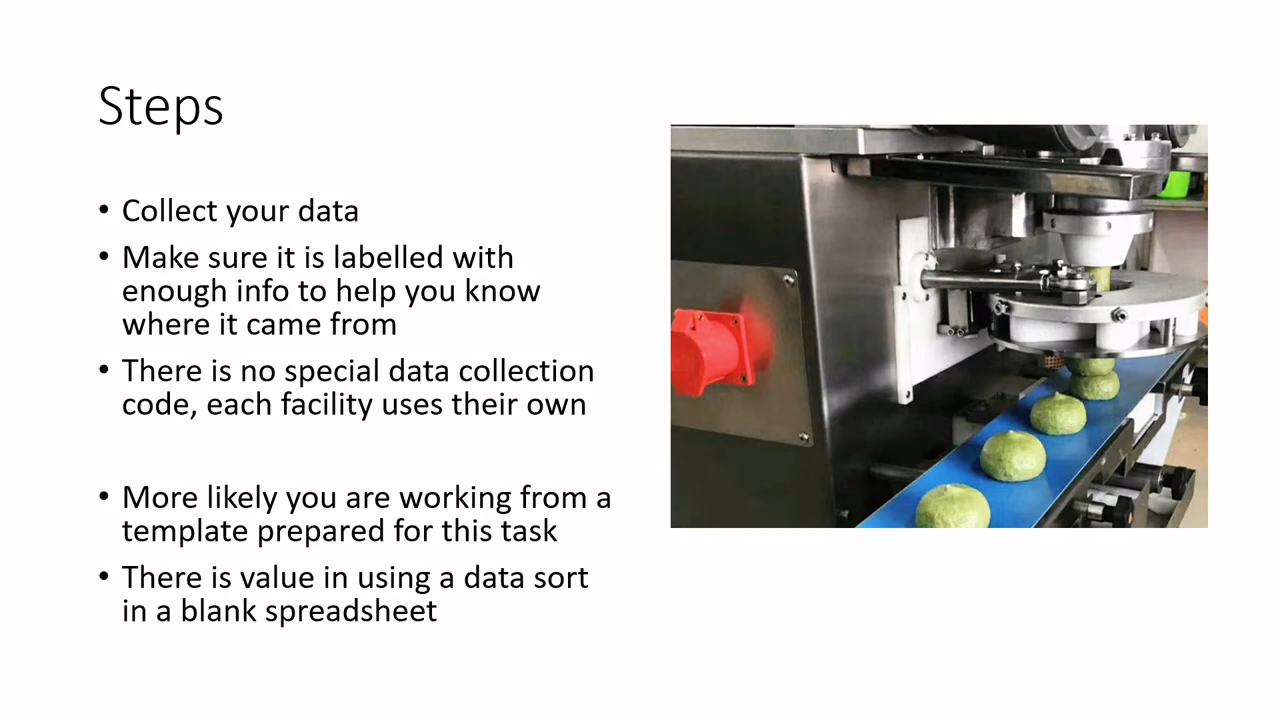 Steps
• Collect your data
• Make sure it is labelled with
enough info to help you know
where it came from
• There is no special data collection
code, each facility uses their own
• More likely you are working from a
template prepared for this task
• There is value in using a data sort
in a blank spreadsheet